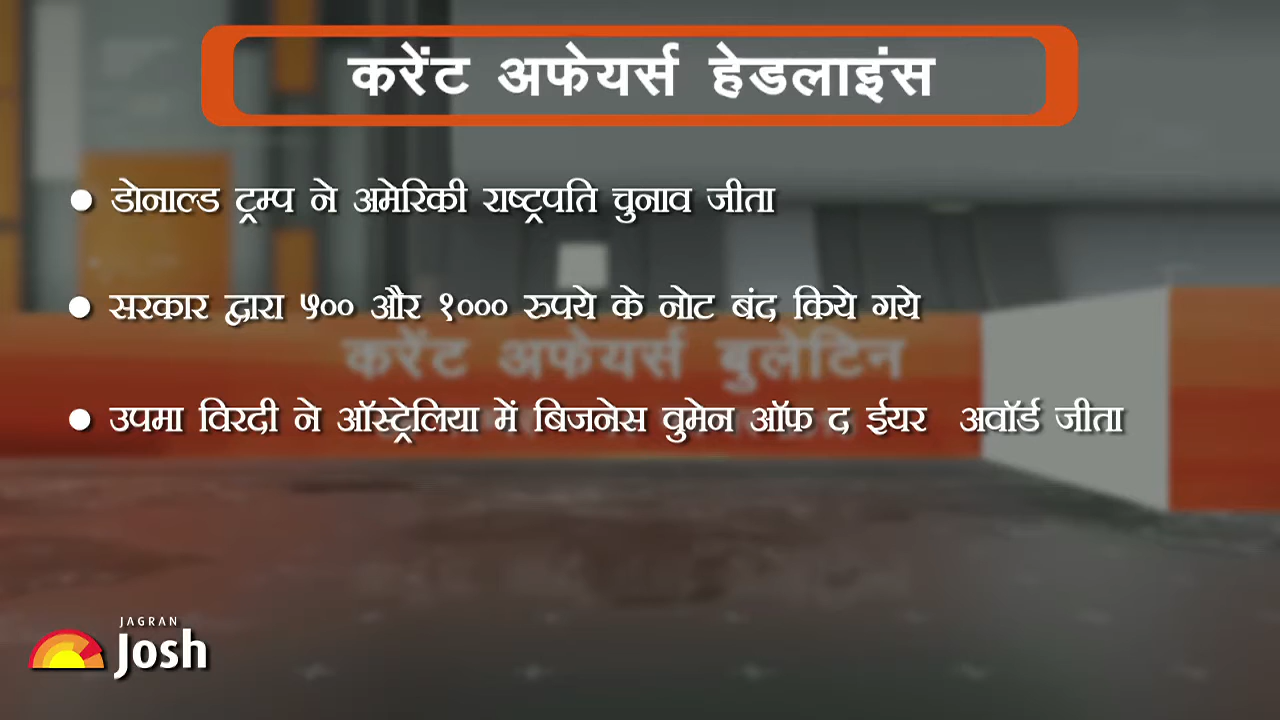 करेंट अफेयर्स हेडलाइंस
• डोनाल्ड ट्रम्प ने अमेरिकी राष्ट्रपति चुनाव जीता
• सरकार द्वारा ५०० और १००० रुपये के नोट बंद किये गये
करेंट अफेयर्स बुलेटिन
• उपमा विरदी ने ऑस्ट्रेलिया में बिजनेस वुमेन ऑफ द ईयर अवॉर्ड जीता
JAGRAN
Josh